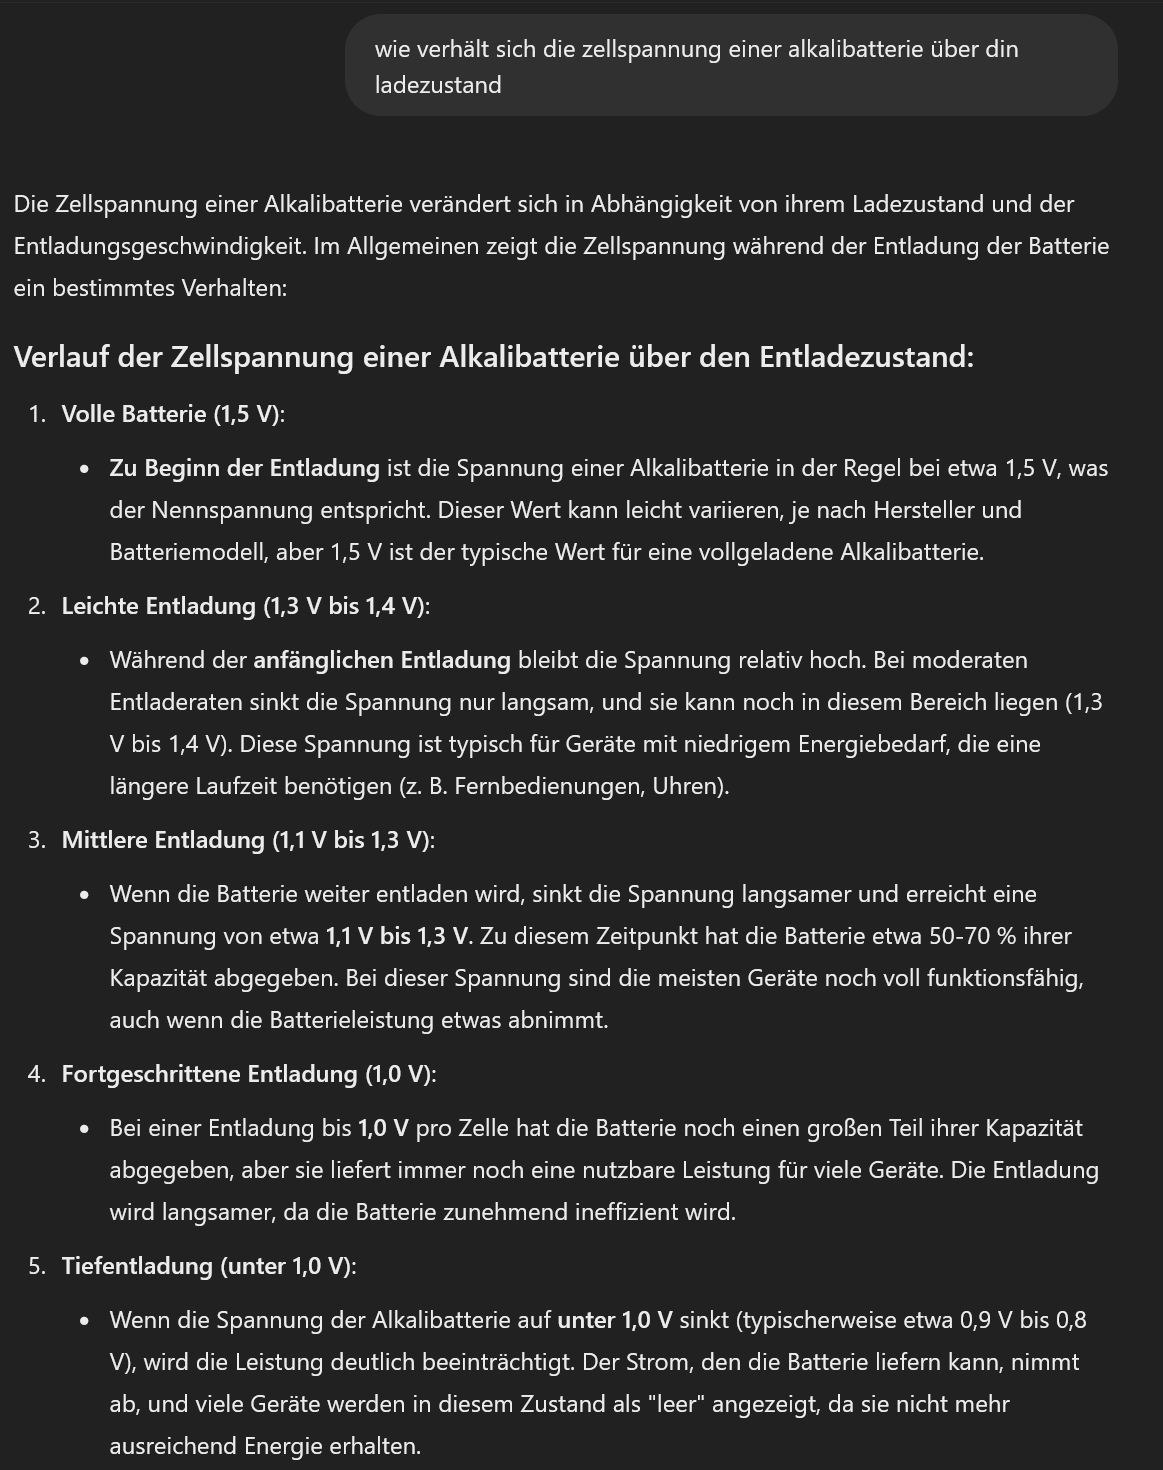 wie verhält sich die zellspannung einer alkalibatterie über din
ladezustand
Die Zellspannung einer Alkalibatterie verändert sich in Abhängigkeit von ihrem Ladezustand und der
Entladungsgeschwindigkeit. Im Allgemeinen zeigt die Zellspannung während der Entladung der Batterie
ein bestimmtes Verhalten:
Verlauf der Zellspannung einer Alkalibatterie über den Entladezustand:
1. Volle Batterie (1,5 V):
• Zu Beginn der Entladung ist die Spannung einer Alkalibatterie in der Regel bei etwa 1,5 V, was
der Nennspannung entspricht. Dieser Wert kann leicht variieren, je nach Hersteller und
Batteriemodell, aber 1,5 V ist der typische Wert für eine vollgeladene Alkalibatterie.
2. Leichte Entladung (1,3 V bis 1,4 V):
• Während der anfänglichen Entladung bleibt die Spannung relativ hoch. Bei moderaten
Entladeraten sinkt die Spannung nur langsam, und sie kann noch in diesem Bereich liegen (1,3
V bis 1,4 V). Diese Spannung ist typisch für Geräte mit niedrigem Energiebedarf, die eine
längere Laufzeit benötigen (z. B. Fernbedienungen, Uhren).
3. Mittlere Entladung (1,1 V bis 1,3 V):
• Wenn die Batterie weiter entladen wird, sinkt die Spannung langsamer und erreicht eine
Spannung von etwa 1,1 V bis 1,3 V. Zu diesem Zeitpunkt hat die Batterie etwa 50-70 % ihrer
Kapazität abgegeben. Bei dieser Spannung sind die meisten Geräte noch voll funktionsfähig,
auch wenn die Batterieleistung etwas abnimmt.
4. Fortgeschrittene Entladung (1,0 V):
• Bei einer Entladung bis 1,0 V pro Zelle hat die Batterie noch einen großen Teil ihrer Kapazität
abgegeben, aber sie liefert immer noch eine nutzbare Leistung für viele Geräte. Die Entladung
wird langsamer, da die Batterie zunehmend ineffizient wird.
5. Tiefentladung (unter 1,0 V):
• Wenn die Spannung der Alkalibatterie auf unter 1,0 V sinkt (typischerweise etwa 0,9 V bis 0,8
V), wird die Leistung deutlich beeinträchtigt. Der Strom, den die Batterie liefern kann, nimmt
ab, und viele Geräte werden in diesem Zustand als "leer" angezeigt, da sie nicht mehr
ausreichend Energie erhalten.